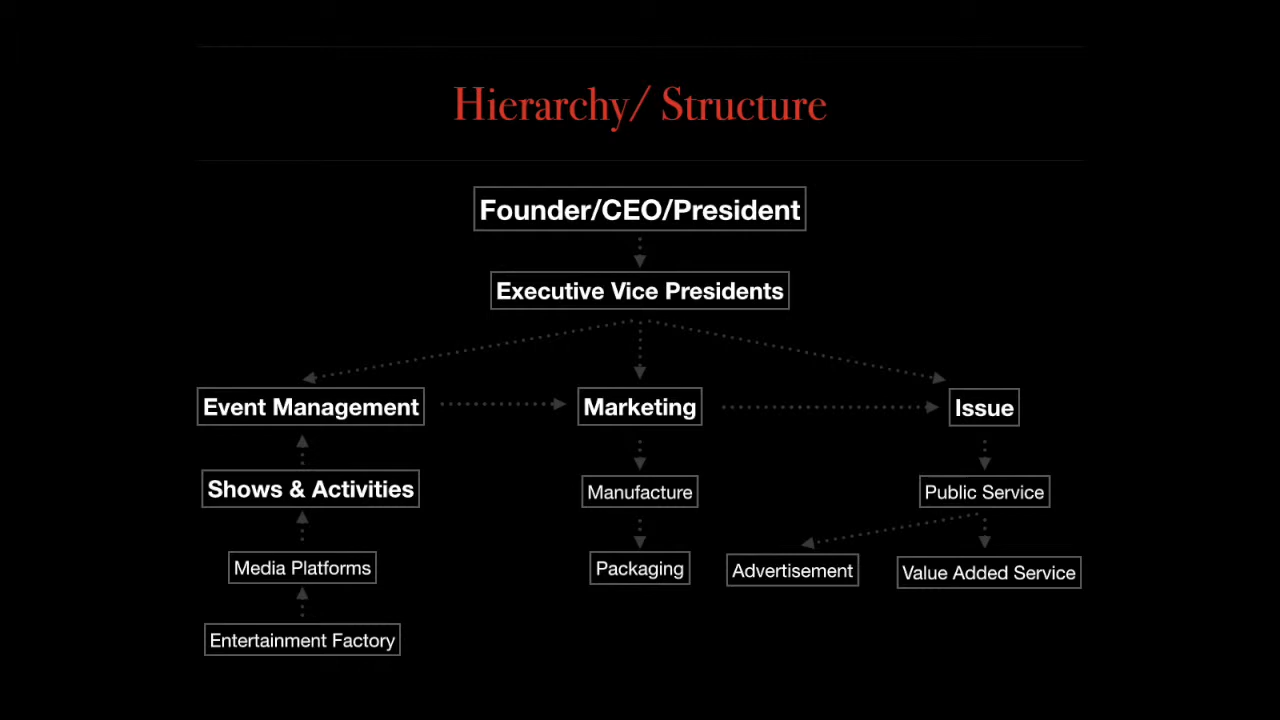 Hierarchy/ Structure
Founder/CEO/President
Executive Vice Presidents
Event Management
Marketing
Issue
Shows & Activities
Manufacture
Public Service
Media Platforms
Packaging
Advertisement
Value Added Service
Entertainment Factory